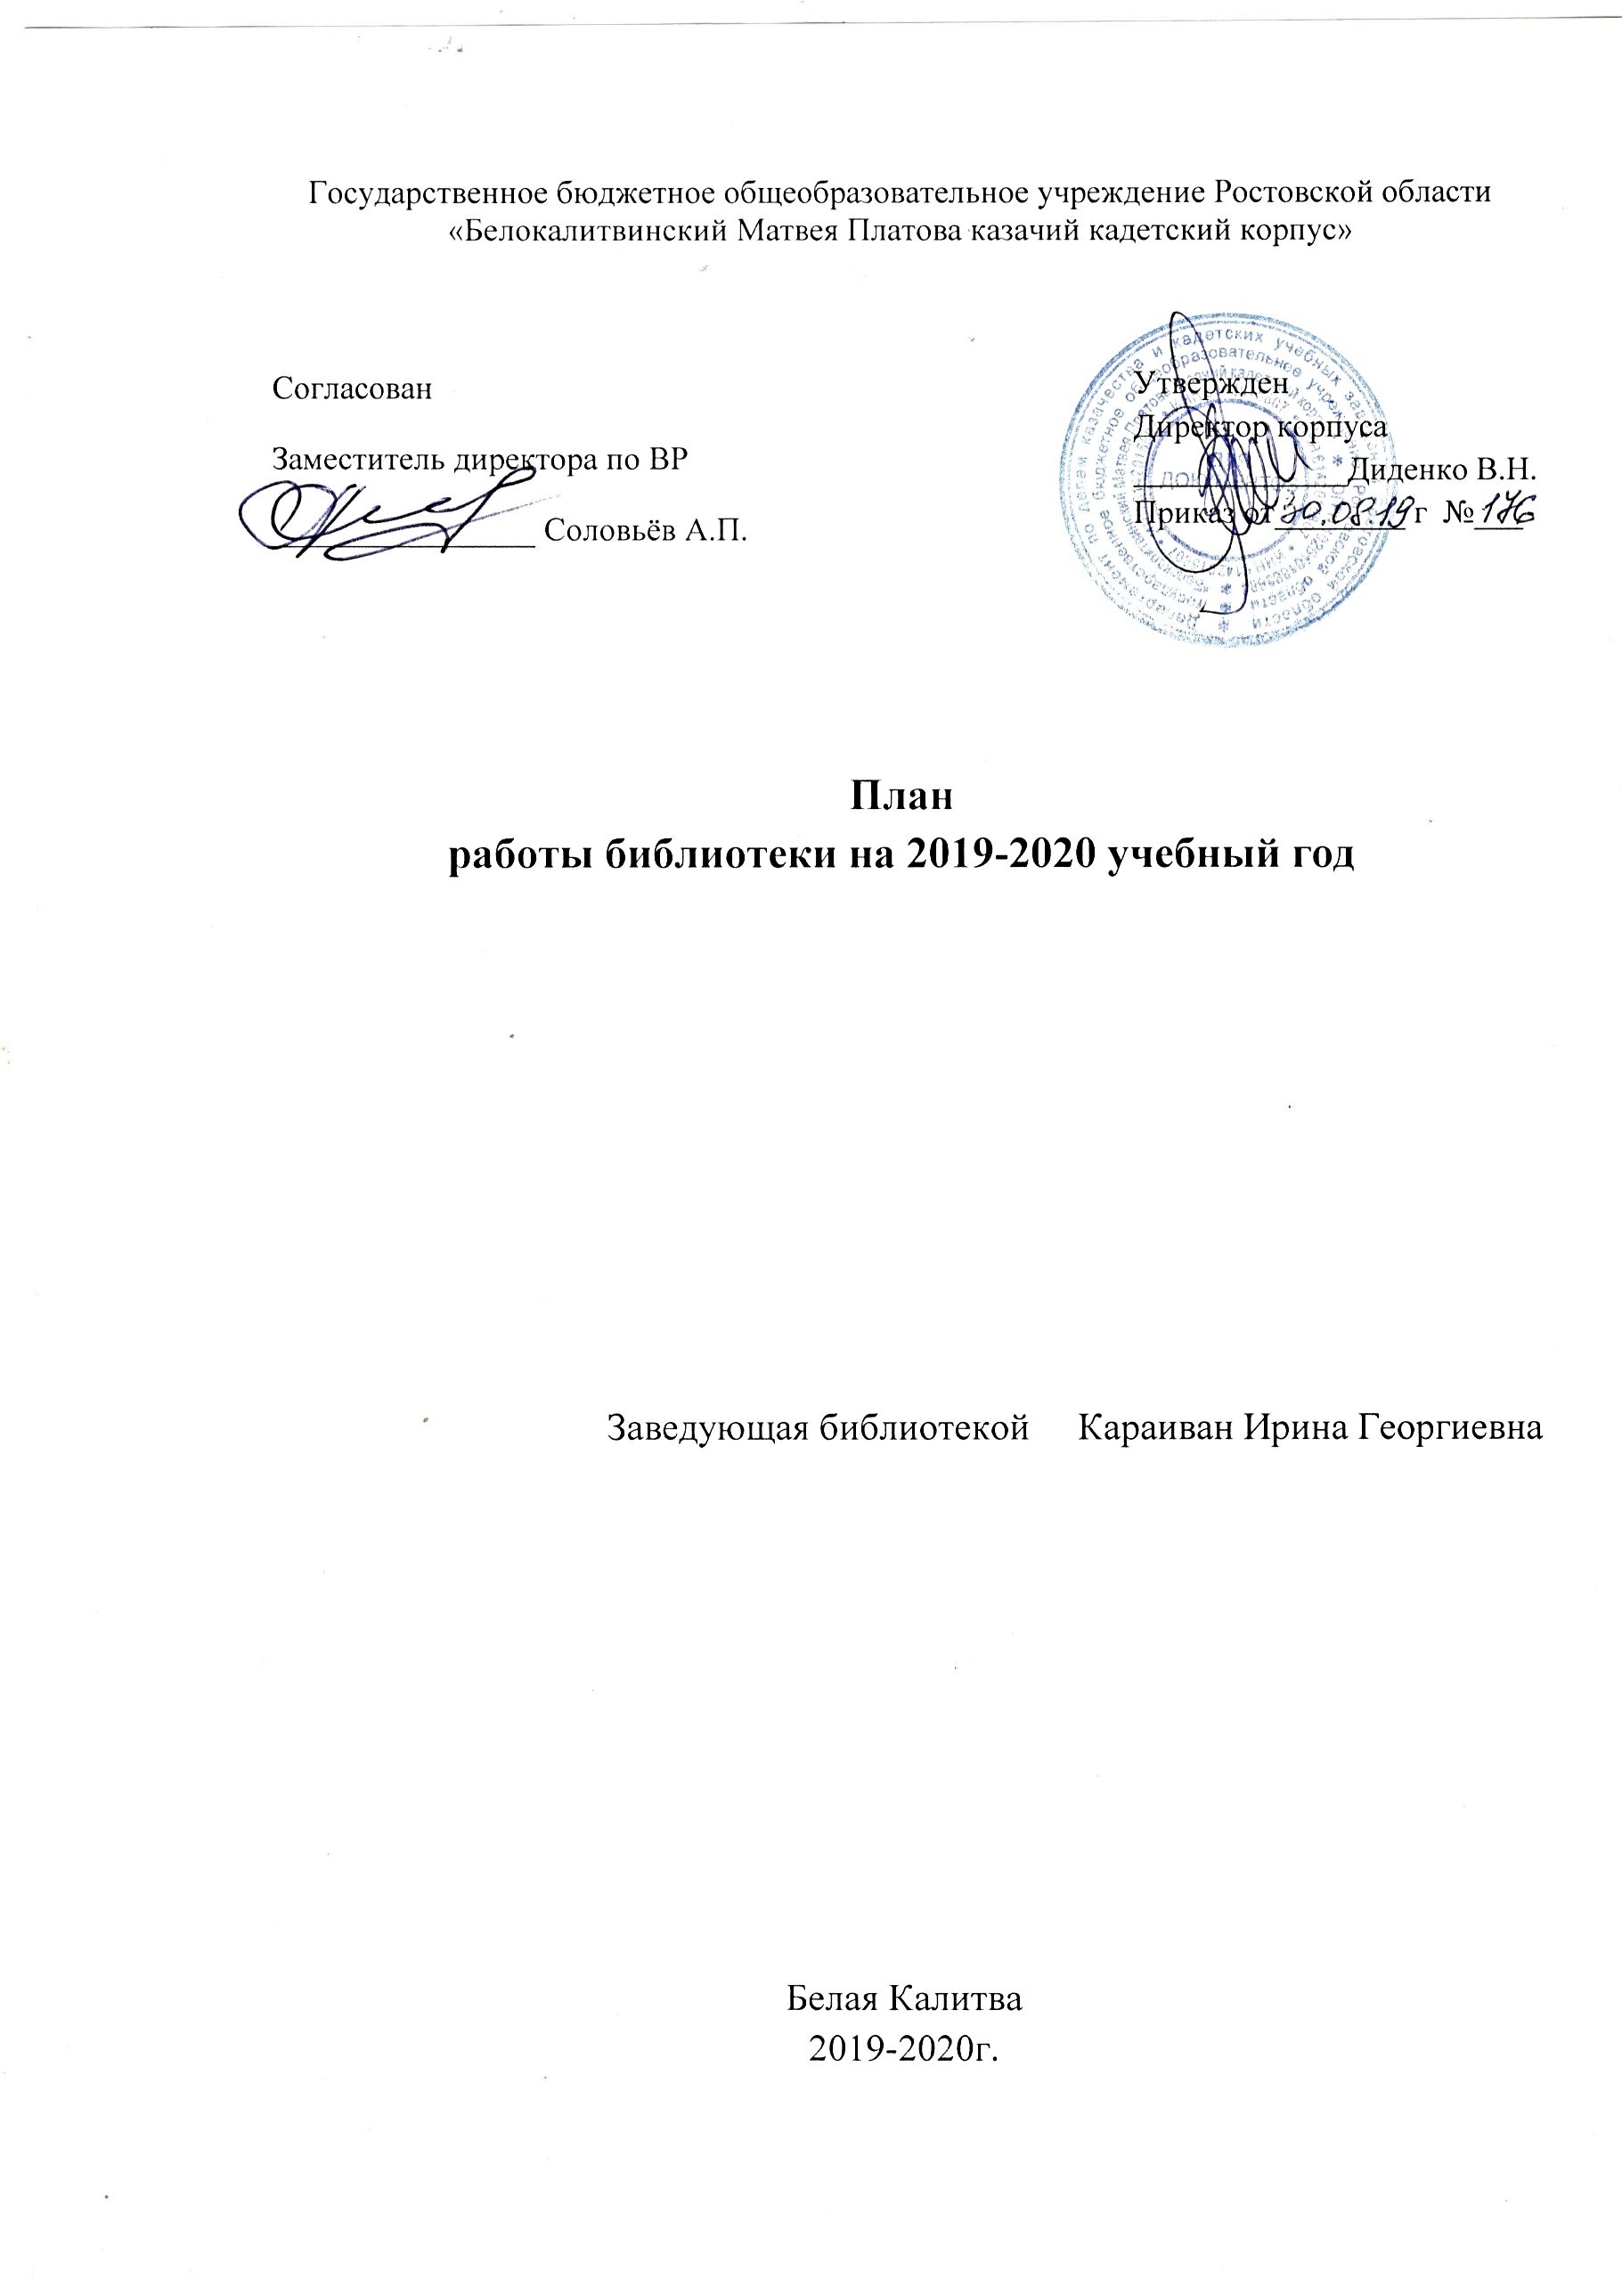 Государственное бюджетное общеобразовательное учреждение Ростовской области
«Белокалитвинский Матвея Платова казачий кадетский корпус»
Согласован
Заместитель директора по ВР
Соловьёв А.П.
Утвержден
Директор корпуса
Диденко В.Н.
Приказ от 30.08.19 г №176
План
работы библиотеки на 2019-2020 учебный год
Заведующая библиотекой Караиван Ирина Георгиевна
Белая Калитва
2019-2020г.